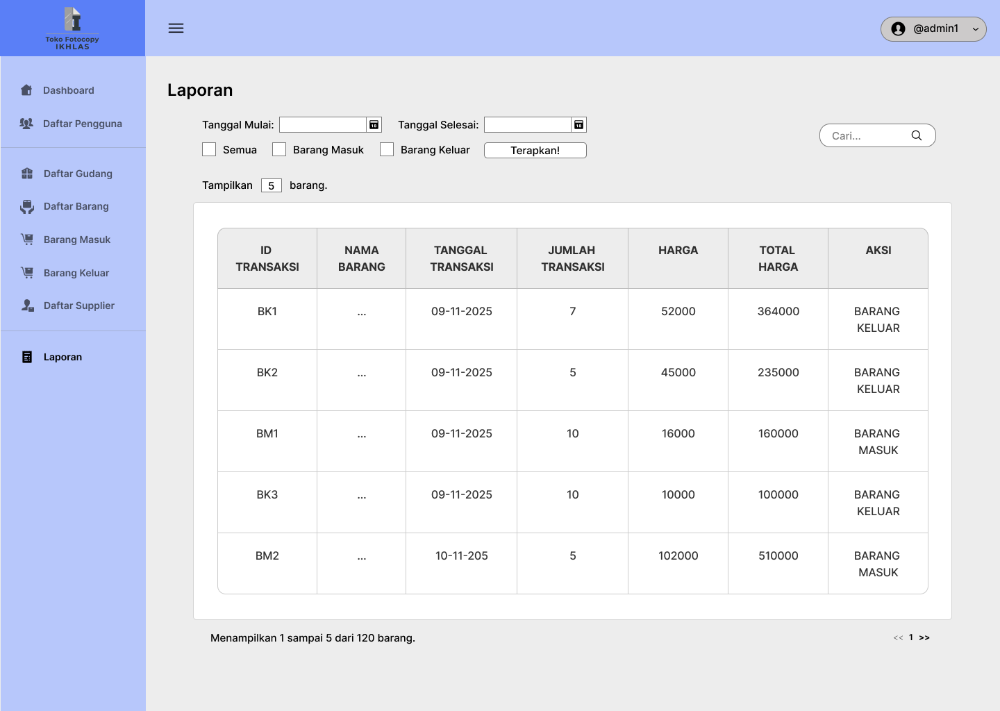 Toko Fotocopy
IKHLAS
@admin1
Dashboard
Daftar Pengguna
Daftar Gudang
Daftar Barang
Barang Masuk
Barang Keluar
Daftar Supplier
Laporan
Laporan
Tanggal Mulai: 18 Tanggal Selesai: 18
Cari...
Semua Barang Masuk Barang Keluar Terapkan!
Tampilkan 5 barang.
ID TRANSAKSI NAMA BARANG TANGGAL TRANSAKSI JUMLAH TRANSAKSI HARGA TOTAL HARGA AKSI
BK1 ... 09-11-2025 7 52000 364000 BARANG KELUAR
BK2 ... 09-11-2025 5 45000 235000 BARANG KELUAR
BM1 ... 09-11-2025 10 16000 160000 BARANG MASUK
BK3 ... 09-11-2025 10 10000 100000 BARANG KELUAR
BM2 ... 10-11-205 5 102000 510000 BARANG MASUK
Menampilkan 1 sampai 5 dari 120 barang.
<< 1 >>